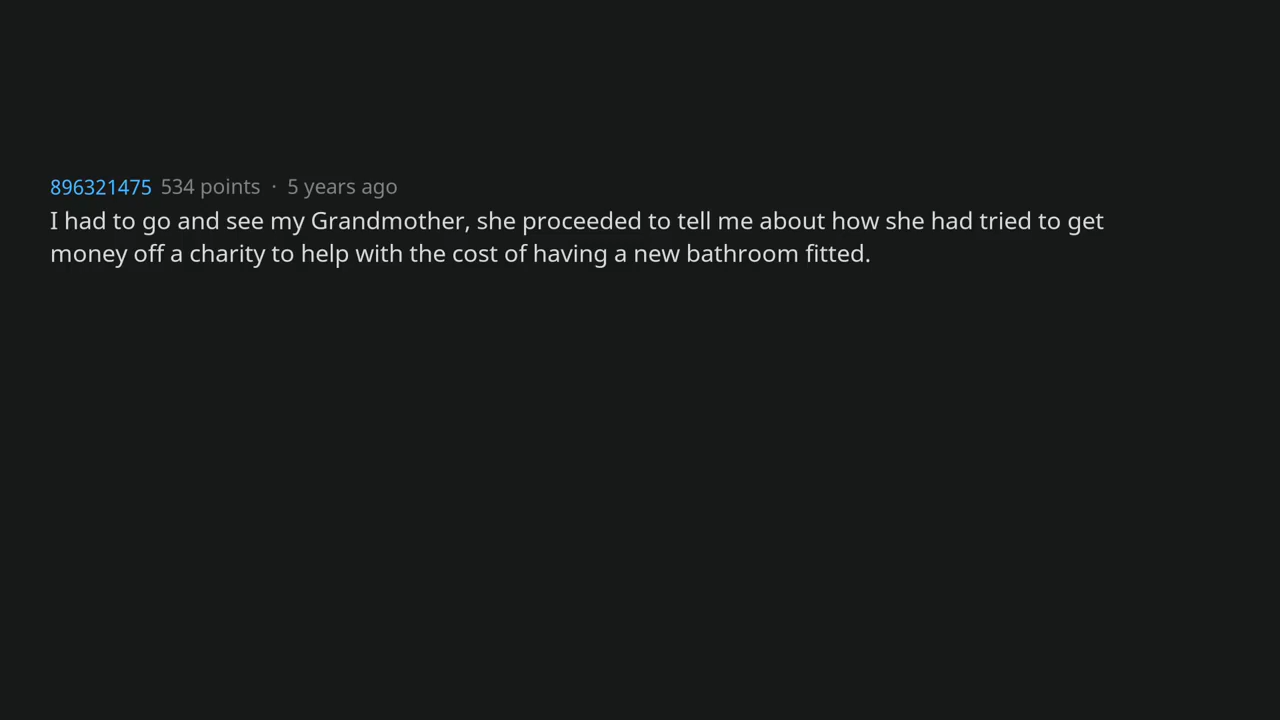 896321475 534 points · 5 years ago
I had to go and see my Grandmother, she proceeded to tell me about how she had tried to get
money off a charity to help with the cost of having a new bathroom fitted.